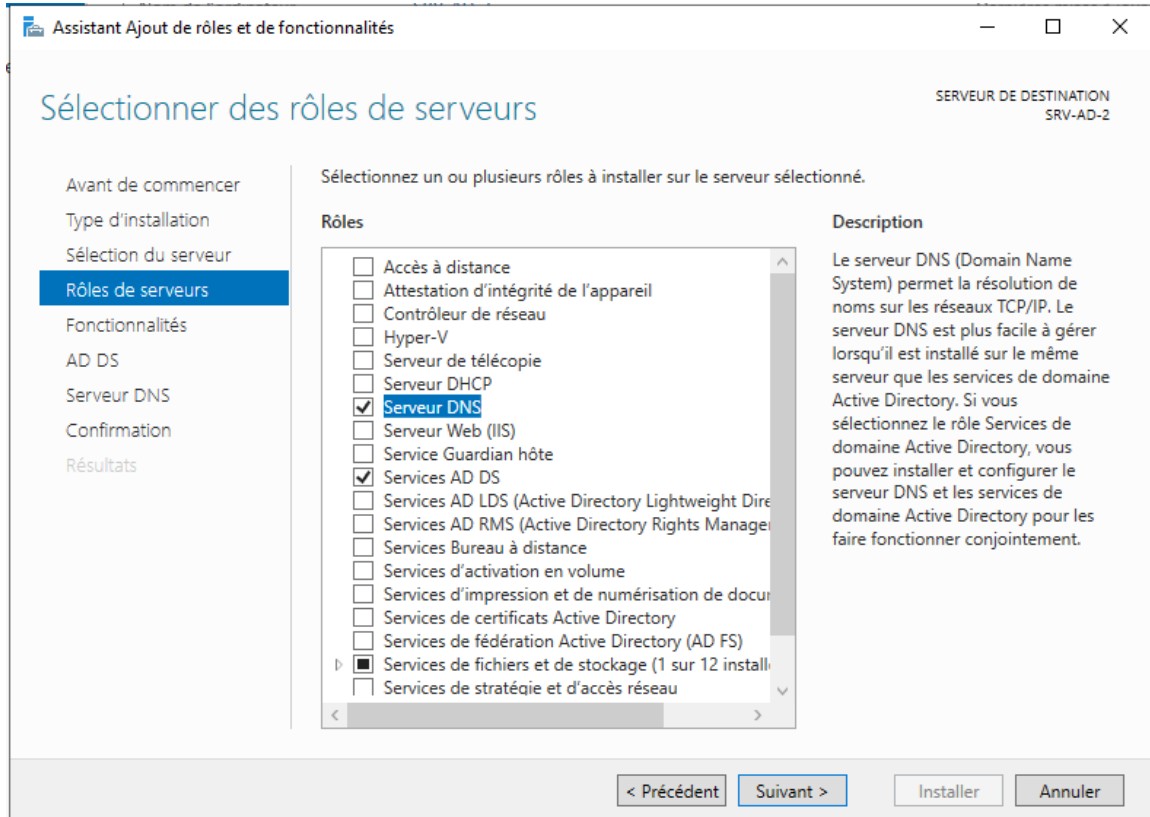 Assistant Ajout de rôles et de fonctionnalités
Sélectionner des rôles de serveurs
SERVEUR DE DESTINATION
SRV-AD-2
Avant de commencer
Type d'installation
Sélection du serveur
Rôles de serveurs
Fonctionnalités
AD DS
Serveur DNS
Confirmation
Résultats
Sélectionnez un ou plusieurs rôles à installer sur le serveur sélectionné.
Rôles
Accès à distance
Attestation d'intégrité de l'appareil
Contrôleur de réseau
Hyper-V
Serveur de télécopie
Serveur DHCP
Serveur DNS
Serveur Web (IIS)
Service Guardian hôte
Services AD DS
Services AD LDS (Active Directory Lightweight Dire
Services AD RMS (Active Directory Rights Manage
Services Bureau à distance
Services d'activation en volume
Services d'impression et de numérisation de docu
Services de certificats Active Directory
Services de fédération Active Directory (AD FS)
Services de fichiers et de stockage (1 sur 12 install
Services de stratégie et d'accès réseau
Description
Le serveur DNS (Domain Name
System) permet la résolution de
noms sur les réseaux TCP/IP. Le
serveur DNS est plus facile à gérer
lorsqu'il est installé sur le même
serveur que les services de domaine
Active Directory. Si vous
sélectionnez le rôle Services de
domaine Active Directory, vous
pouvez installer et configurer le
serveur DNS et les services de
domaine Active Directory pour les
faire fonctionner conjointement.
< Précédent
Suivant >
Installer
Annuler